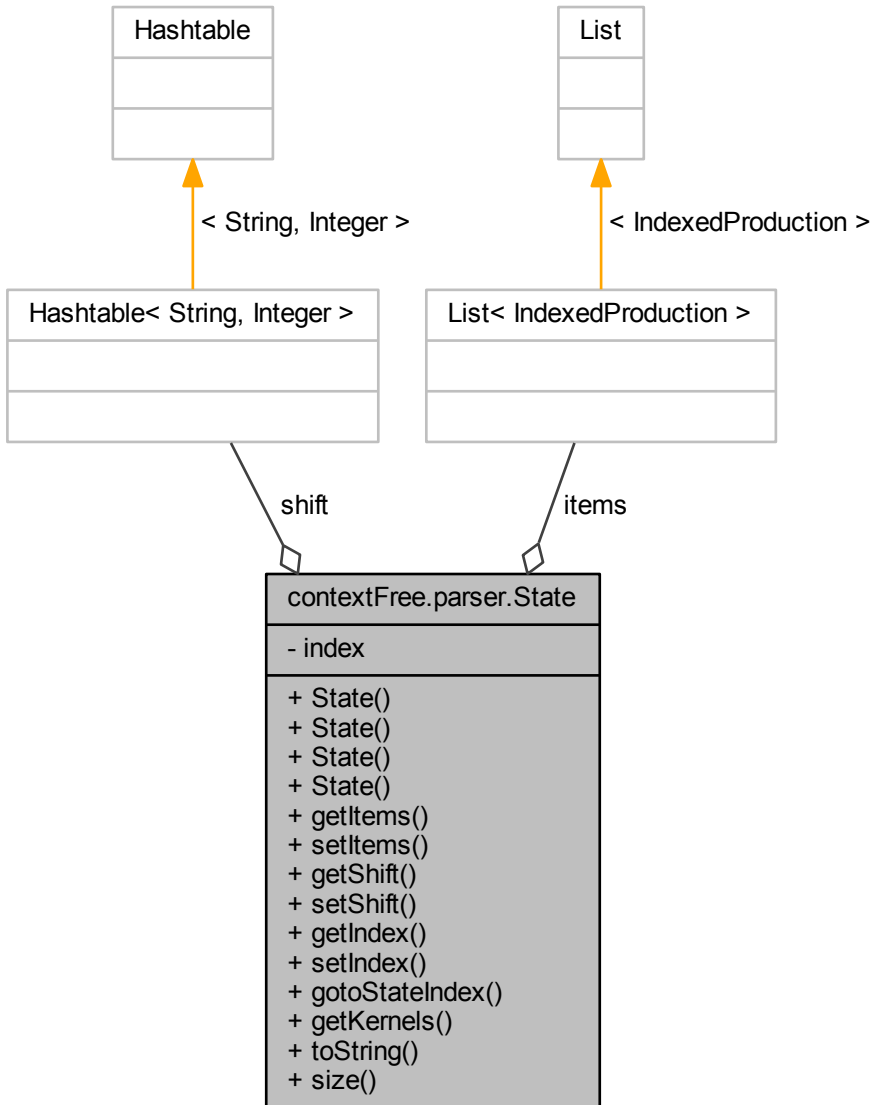 Hashtable
List
< String, Integer >
< IndexedProduction >
Hashtable< String, Integer >
List< IndexedProduction >
shift
items
contextFree.parser.State
- index
+ State()
+ State()
+ State()
+ State()
+ getItems()
+ setItems()
+ getShift()
+ setShift()
+ getIndex()
+ setIndex()
+ gotoStateIndex()
+ getKernels()
+ toString()
+ size()